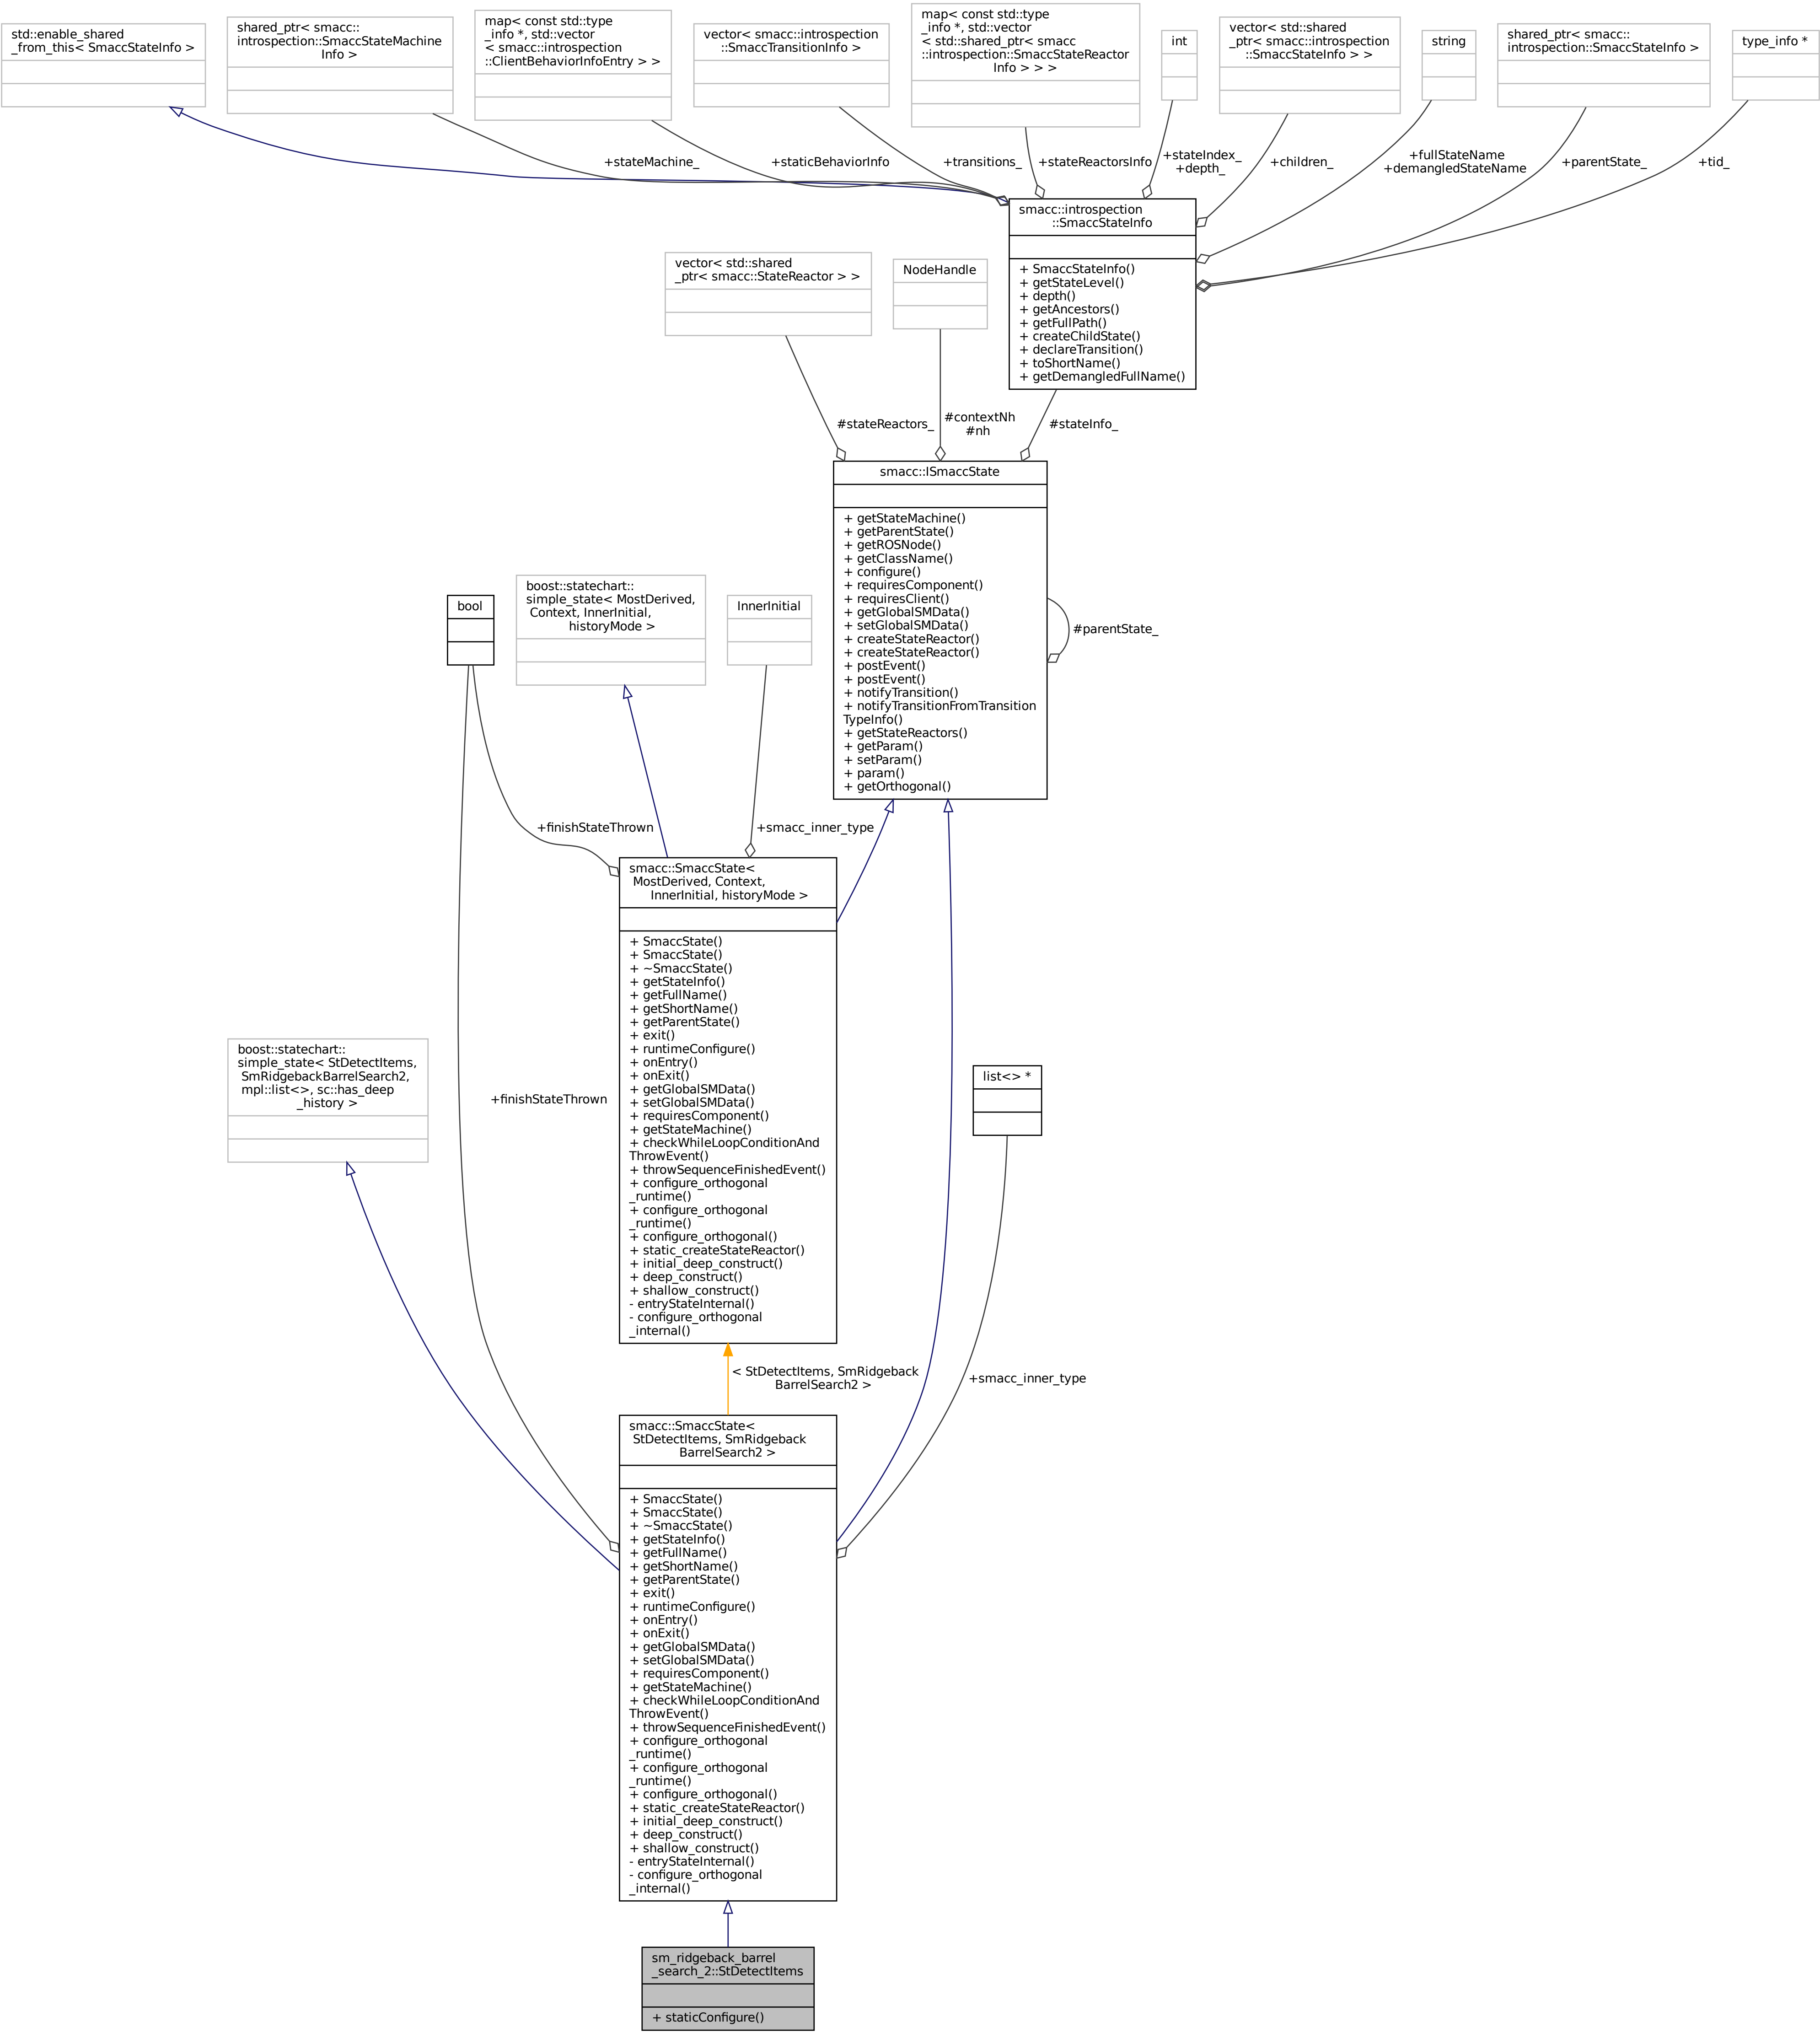 std::enable_shared
_from_this< SmaccStateInfo >
shared_ptr< smacc::
introspection::SmaccStateMachine
Info >
map< const std::type
_info *, std::vector
< smacc::introspection
::ClientBehaviorInfoEntry > >
vector< smacc::introspection
::SmaccTransitionInfo >
map< const std::type
_info *, std::vector
< std::shared_ptr< smacc
::introspection::SmaccStateReactor
Info > > >
int
vector< std::shared
_ptr< smacc::introspection
::SmaccStateInfo > >
string
shared_ptr< smacc::
introspection::SmaccStateInfo >
type_info *
+stateMachine_
+staticBehaviorInfo
+transitions_
+stateReactorsInfo
+stateIndex_
+depth_
+children_
+fullStateName
+demangledStateName
+parentState_
+tid_
smacc::introspection
::SmaccStateInfo
+ SmaccStateInfo()
+ getStateLevel()
+ depth()
+ getAncestors()
+ getFullPath()
+ createChildState()
+ declareTransition()
+ toShortName()
+ getDemangledFullName()
vector< std::shared
_ptr< smacc::StateReactor > >
NodeHandle
#stateReactors_
#contextNh
#nh
#stateInfo_
smacc::ISmaccState
+ getStateMachine()
+ getParentState()
+ getROSNode()
+ getClassName()
+ configure()
+ requiresComponent()
+ requiresClient()
+ getGlobalSMData()
+ setGlobalSMData()
+ createStateReactor()
+ createStateReactor()
+ postEvent()
+ postEvent()
+ notifyTransition()
+ notifyTransitionFromTransition
TypeInfo()
+ getStateReactors()
+ getParam()
+ setParam()
+ param()
+ getOrthogonal()
#parentState_
bool
boost::statechart::
simple_state< MostDerived,
Context, InnerInitial,
historyMode >
InnerInitial
+finishStateThrown
+smacc_inner_type
smacc::SmaccState<
MostDerived, Context,
InnerInitial, historyMode >
+ SmaccState()
+ SmaccState()
+ ~SmaccState()
+ getStateInfo()
+ getFullName()
+ getShortName()
+ getParentState()
+ exit()
+ runtimeConfigure()
+ onEntry()
+ onExit()
+ getGlobalSMData()
+ setGlobalSMData()
+ requiresComponent()
+ getStateMachine()
+ checkWhileLoopConditionAnd
ThrowEvent()
+ throwSequenceFinishedEvent()
+ configure_orthogonal
_runtime()
+ configure_orthogonal
_runtime()
+ configure_orthogonal()
+ static_createStateReactor()
+ initial_deep_construct()
+ deep_construct()
+ shallow_construct()
- entryStateInternal()
- configure_orthogonal
_internal()
boost::statechart::
simple_state< StDetectItems,
SmRidgebackBarrelSearch2,
mpl::list<>, sc::has_deep
_history >
+finishStateThrown
list<> *
< StDetectItems, SmRidgeback
BarrelSearch2 >
+smacc_inner_type
smacc::SmaccState<
StDetectItems, SmRidgeback
BarrelSearch2 >
+ SmaccState()
+ SmaccState()
+ ~SmaccState()
+ getStateInfo()
+ getFullName()
+ getShortName()
+ getParentState()
+ exit()
+ runtimeConfigure()
+ onEntry()
+ onExit()
+ getGlobalSMData()
+ setGlobalSMData()
+ requiresComponent()
+ getStateMachine()
+ checkWhileLoopConditionAnd
ThrowEvent()
+ throwSequenceFinishedEvent()
+ configure_orthogonal
_runtime()
+ configure_orthogonal
_runtime()
+ configure_orthogonal()
+ static_createStateReactor()
+ initial_deep_construct()
+ deep_construct()
+ shallow_construct()
- entryStateInternal()
- configure_orthogonal
_internal()
sm_ridgeback_barrel
_search_2::StDetectItems
+ staticConfigure()